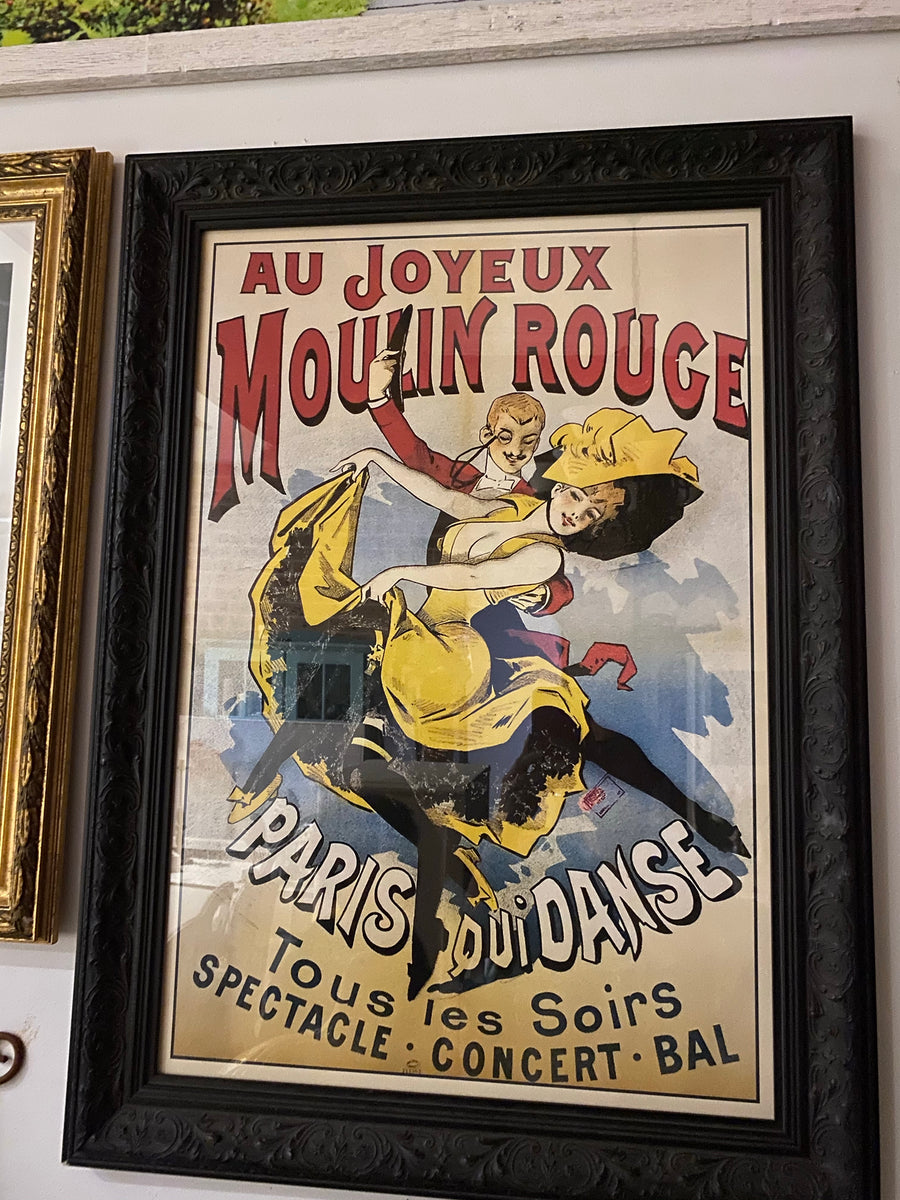 AU JOYEUX
MOULIN ROUGE
PARIS QUI DANSE
Tous les Soirs
SPECTACLE · CONCERT · BAL